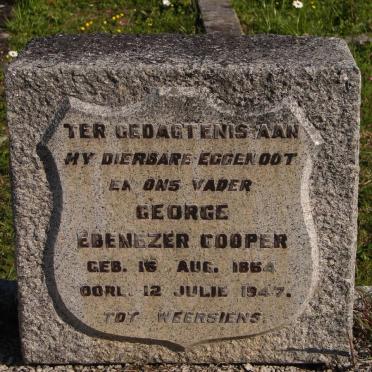 TER GEDAGTENIS AAN
MY DIERBARE EGGENOOT
EN ONS VADER
GEORGE
EBENEZER COOPER
GEB. 16 AUG. 1864
OORL. 12 JULIE 1947.
TOT WEERSIENS.